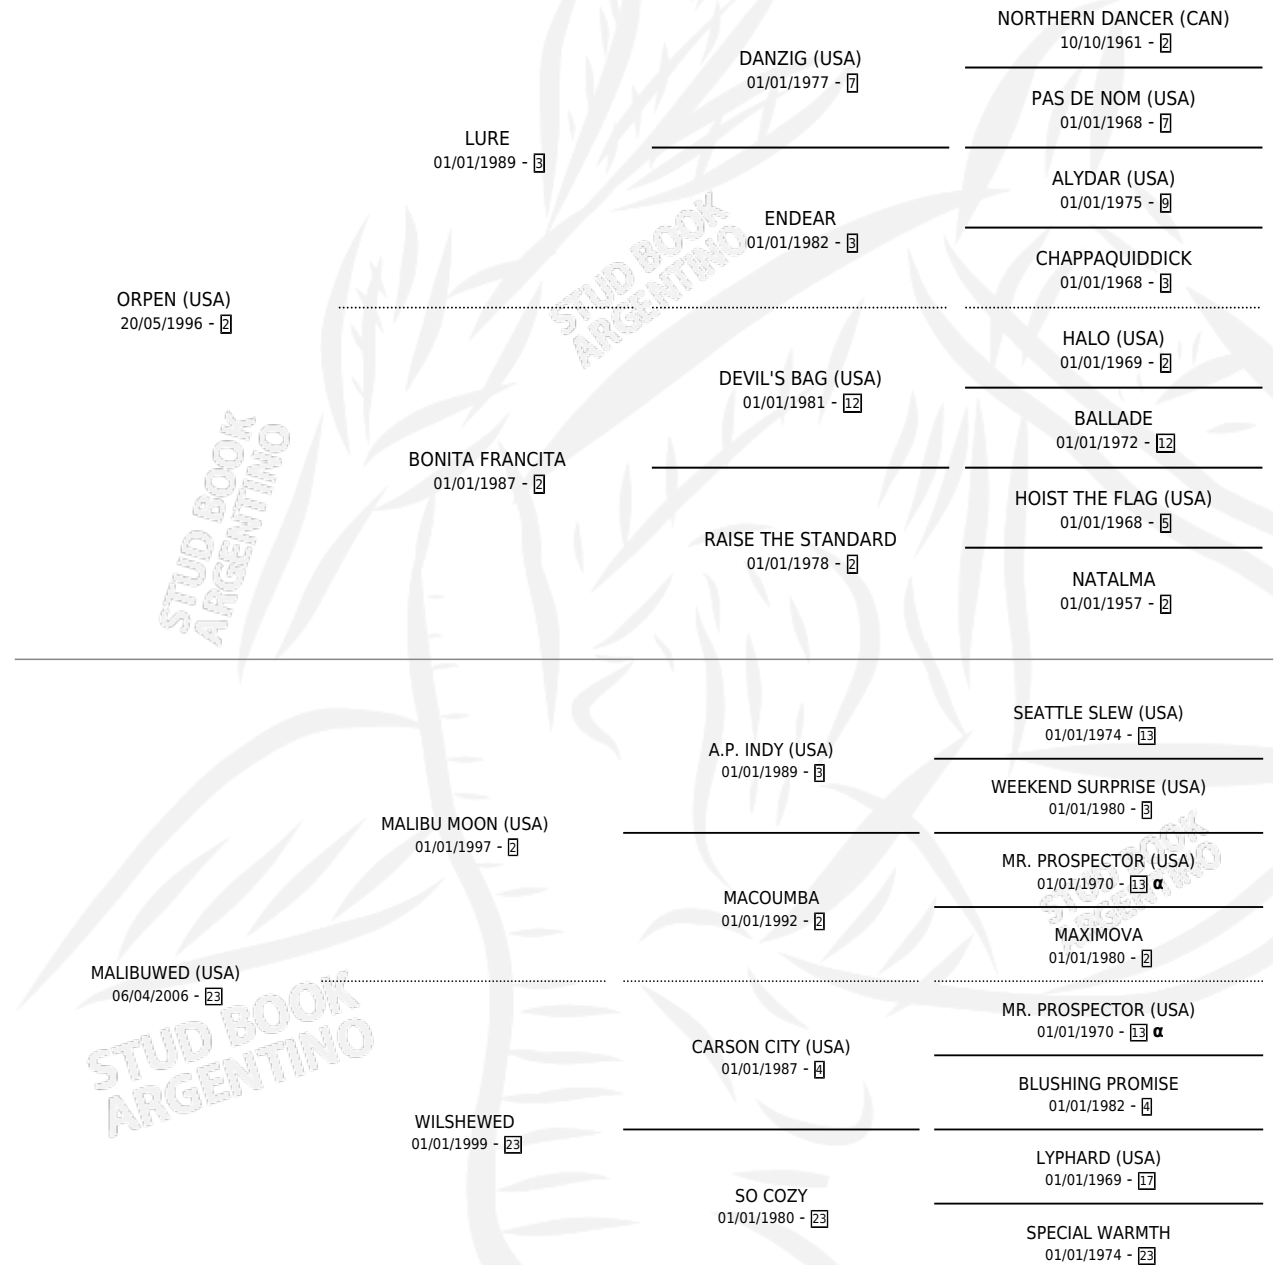 NORTHERN DANCER (CAN)
10/10/1961 - 2
DANZIG (USA)
01/01/1977 - 7
PAS DE NOM (USA)
01/01/1968 - 7
LURE
01/01/1989 - 3
ALYDAR (USA)
01/01/1975 - 9
ENDEAR
01/01/1982 - 3
CHAPPAQUIDDICK
01/01/1968 - 3
ORPEN (USA)
20/05/1996 - 2
HALO (USA)
01/01/1969 - 2
DEVIL'S BAG (USA)
01/01/1981 - 12
BALLADE
01/01/1972 - 12
BONITA FRANCITA
01/01/1987 - 2
HOIST THE FLAG (USA)
01/01/1968 - 5
RAISE THE STANDARD
01/01/1978 - 2
NATALMA
01/01/1957 - 2
SEATTLE SLEW (USA)
01/01/1974 - 13
A.P. INDY (USA)
01/01/1989 - 3
WEEKEND SURPRISE (USA)
01/01/1980 - 3
MALIBU MOON (USA)
01/01/1997 - 2
MR. PROSPECTOR (USA)
01/01/1970 - 13 α
MACOUMBA
01/01/1992 - 2
MAXIMOVA
01/01/1980 - 2
MALIBUWED (USA)
06/04/2006 - 23
MR. PROSPECTOR (USA)
01/01/1970 - 13 α
CARSON CITY (USA)
01/01/1987 - 4
BLUSHING PROMISE
01/01/1982 - 4
WILSHEWED
01/01/1999 - 23
LYPHARD (USA)
01/01/1969 - 17
SO COZY
01/01/1980 - 23
SPECIAL WARMTH
01/01/1974 - 23
STUD BOOK
ARGENTINO
STUD BOOK
ARGENTINO
STUD BOOK
ARGENTINO
STUD BOOK
ARGENTINO